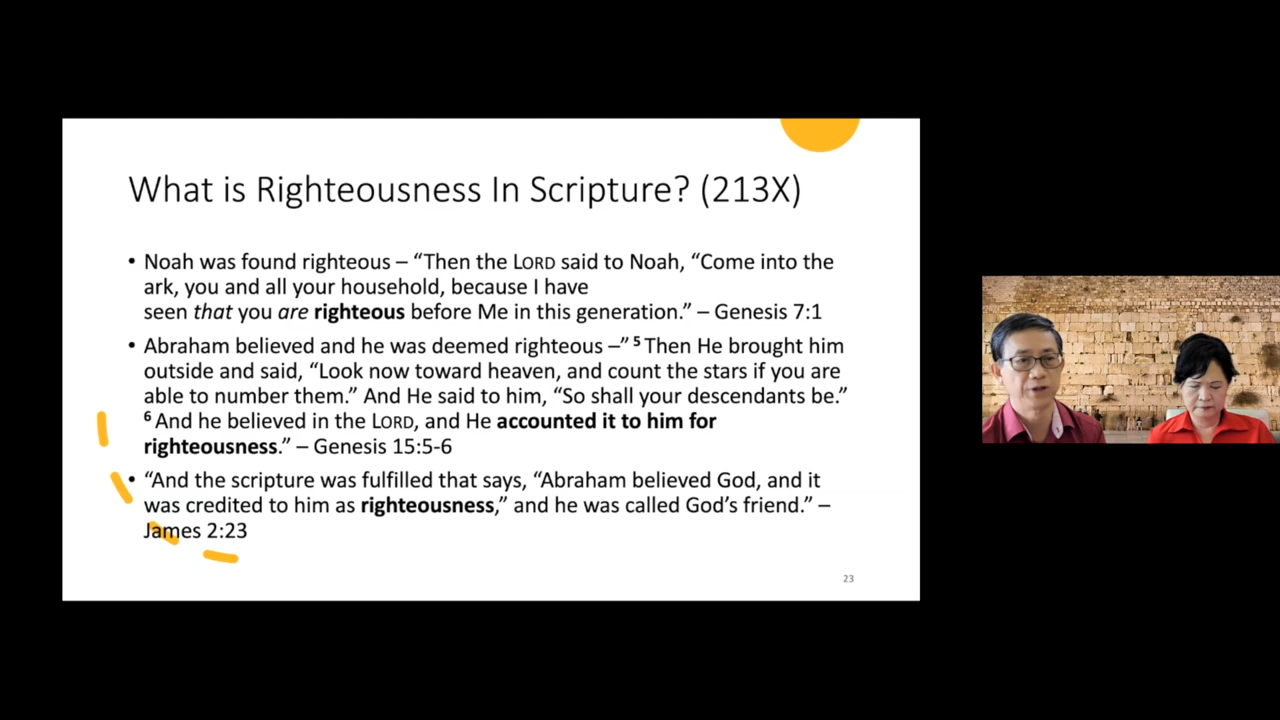 What is Righteousness In Scripture? (213X)
• Noah was found righteous – “Then the LORD said to Noah, “Come into the
ark, you and all your household, because I have
seen that you are righteous before Me in this generation.” – Genesis 7:1
• Abraham believed and he was deemed righteous –” 5 Then He brought him
outside and said, “Look now toward heaven, and count the stars if you are
able to number them.” And He said to him, “So shall your descendants be.”
6 And he believed in the LORD, and He accounted it to him for
righteousness.” – Genesis 15:5-6
• “And the scripture was fulfilled that says, “Abraham believed God, and it
was credited to him as righteousness,” and he was called God’s friend.” –
James 2:23
23